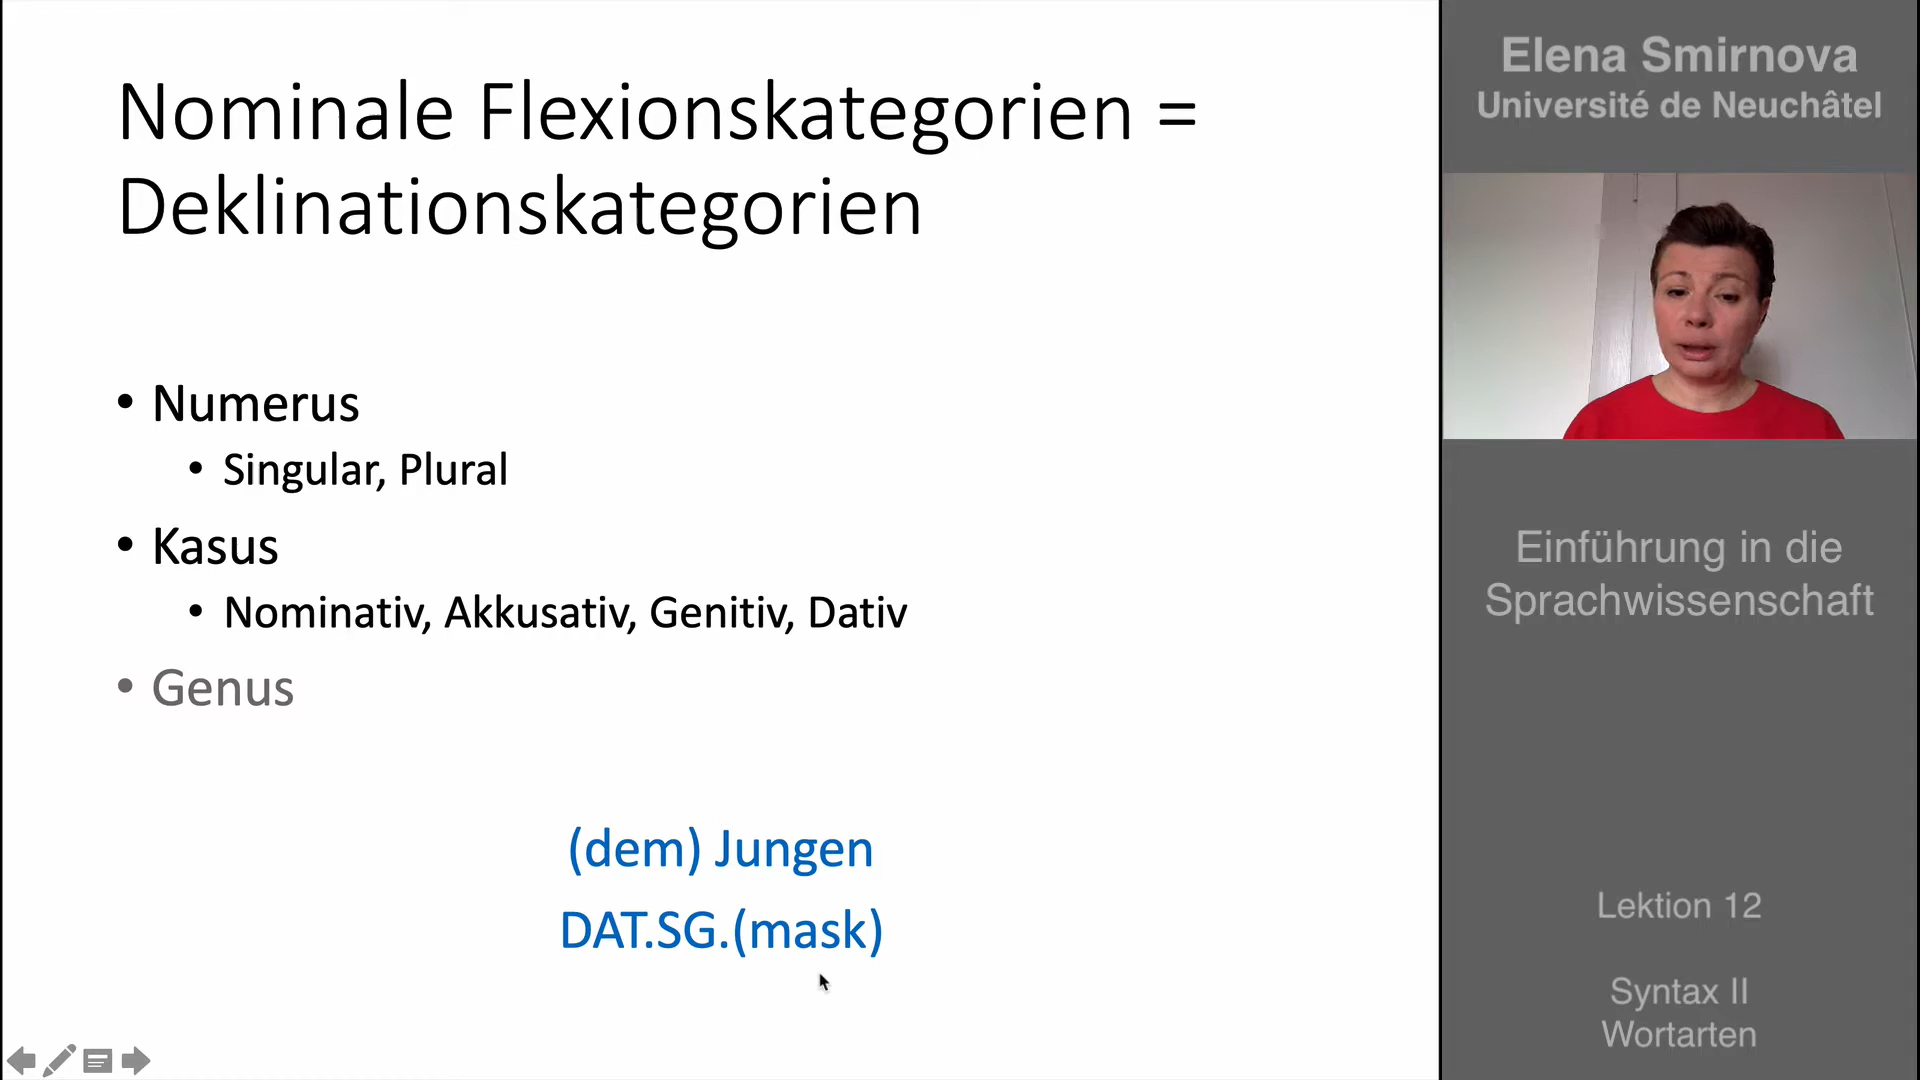 Nominale Flexionskategorien =
Deklinationskategorien
• Numerus
• Singular, Plural
• Kasus
• Nominativ, Akkusativ, Genitiv, Dativ
• Genus
(dem) Jungen
DAT.SG.(mask)
Elena Smirnova
Université de Neuchâtel
Einführung in die
Sprachwissenschaft
Lektion 12
Syntax II
Wortarten